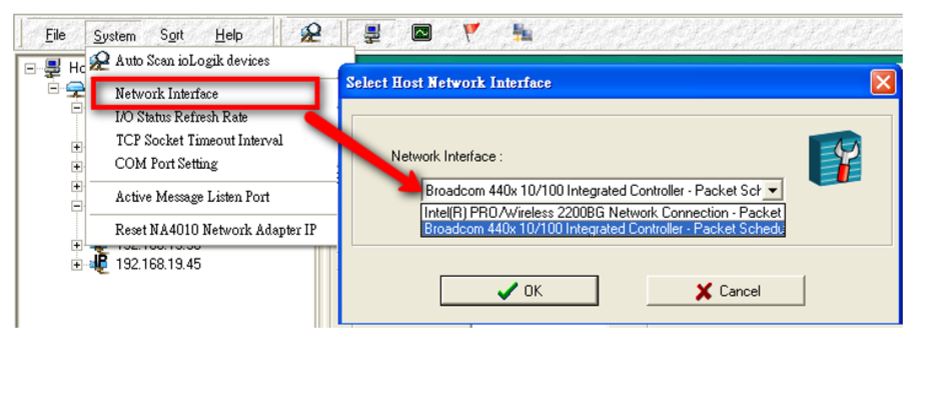 File System Sort Help
Ho
Auto Scan ioLogik devices
Network Interface
I/O Status Refresh Rate
TCP Socket Timeout Interval
COM Port Setting
Active Message Listen Port
Reset NA4010 Network Adapter IP
192.168.19.45
Select Host Network Interface
Network Interface :
Broadcom 440x 10/100 Integrated Controller - Packet Sch
Intel(R) PRO/Wireless 2200BG Network Connection - Packet
Broadcom 440x 10/100 Integrated Controller - Packet Schedu
OK
Cancel